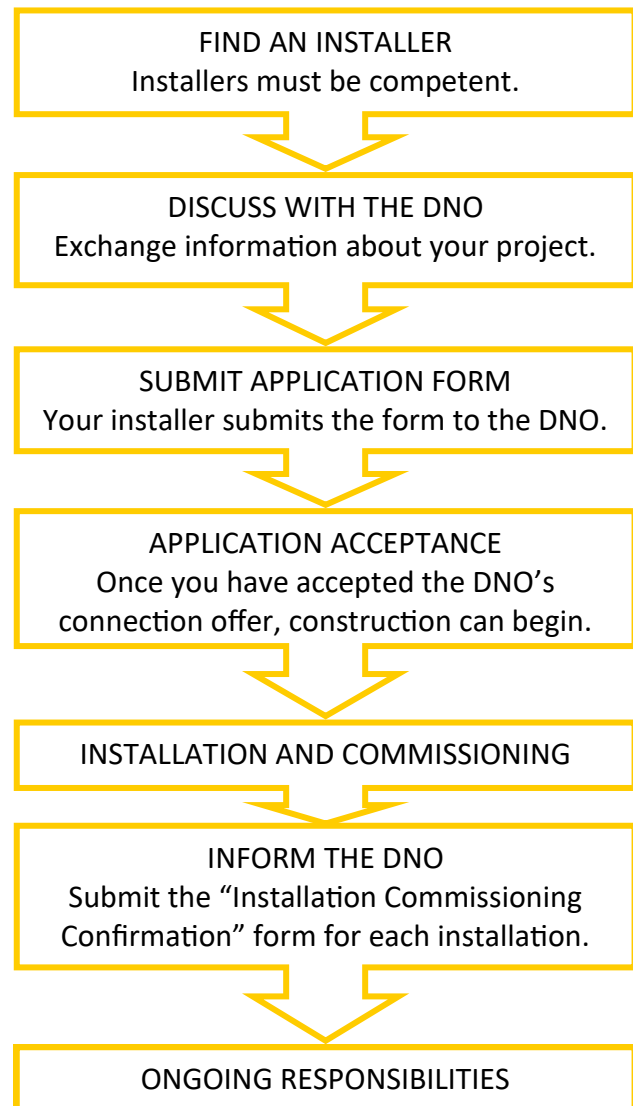 FIND AN INSTALLER
Installers must be competent.
DISCUSS WITH THE DNO
Exchange information about your project.
SUBMIT APPLICATION FORM
Your installer submits the form to the DNO.
APPLICATION ACCEPTANCE
Once you have accepted the DNO’s
connection offer, construction can begin.
INSTALLATION AND COMMISSIONING
INFORM THE DNO
Submit the “Installation Commissioning
Confirmation” form for each installation.
ONGOING RESPONSIBILITIES